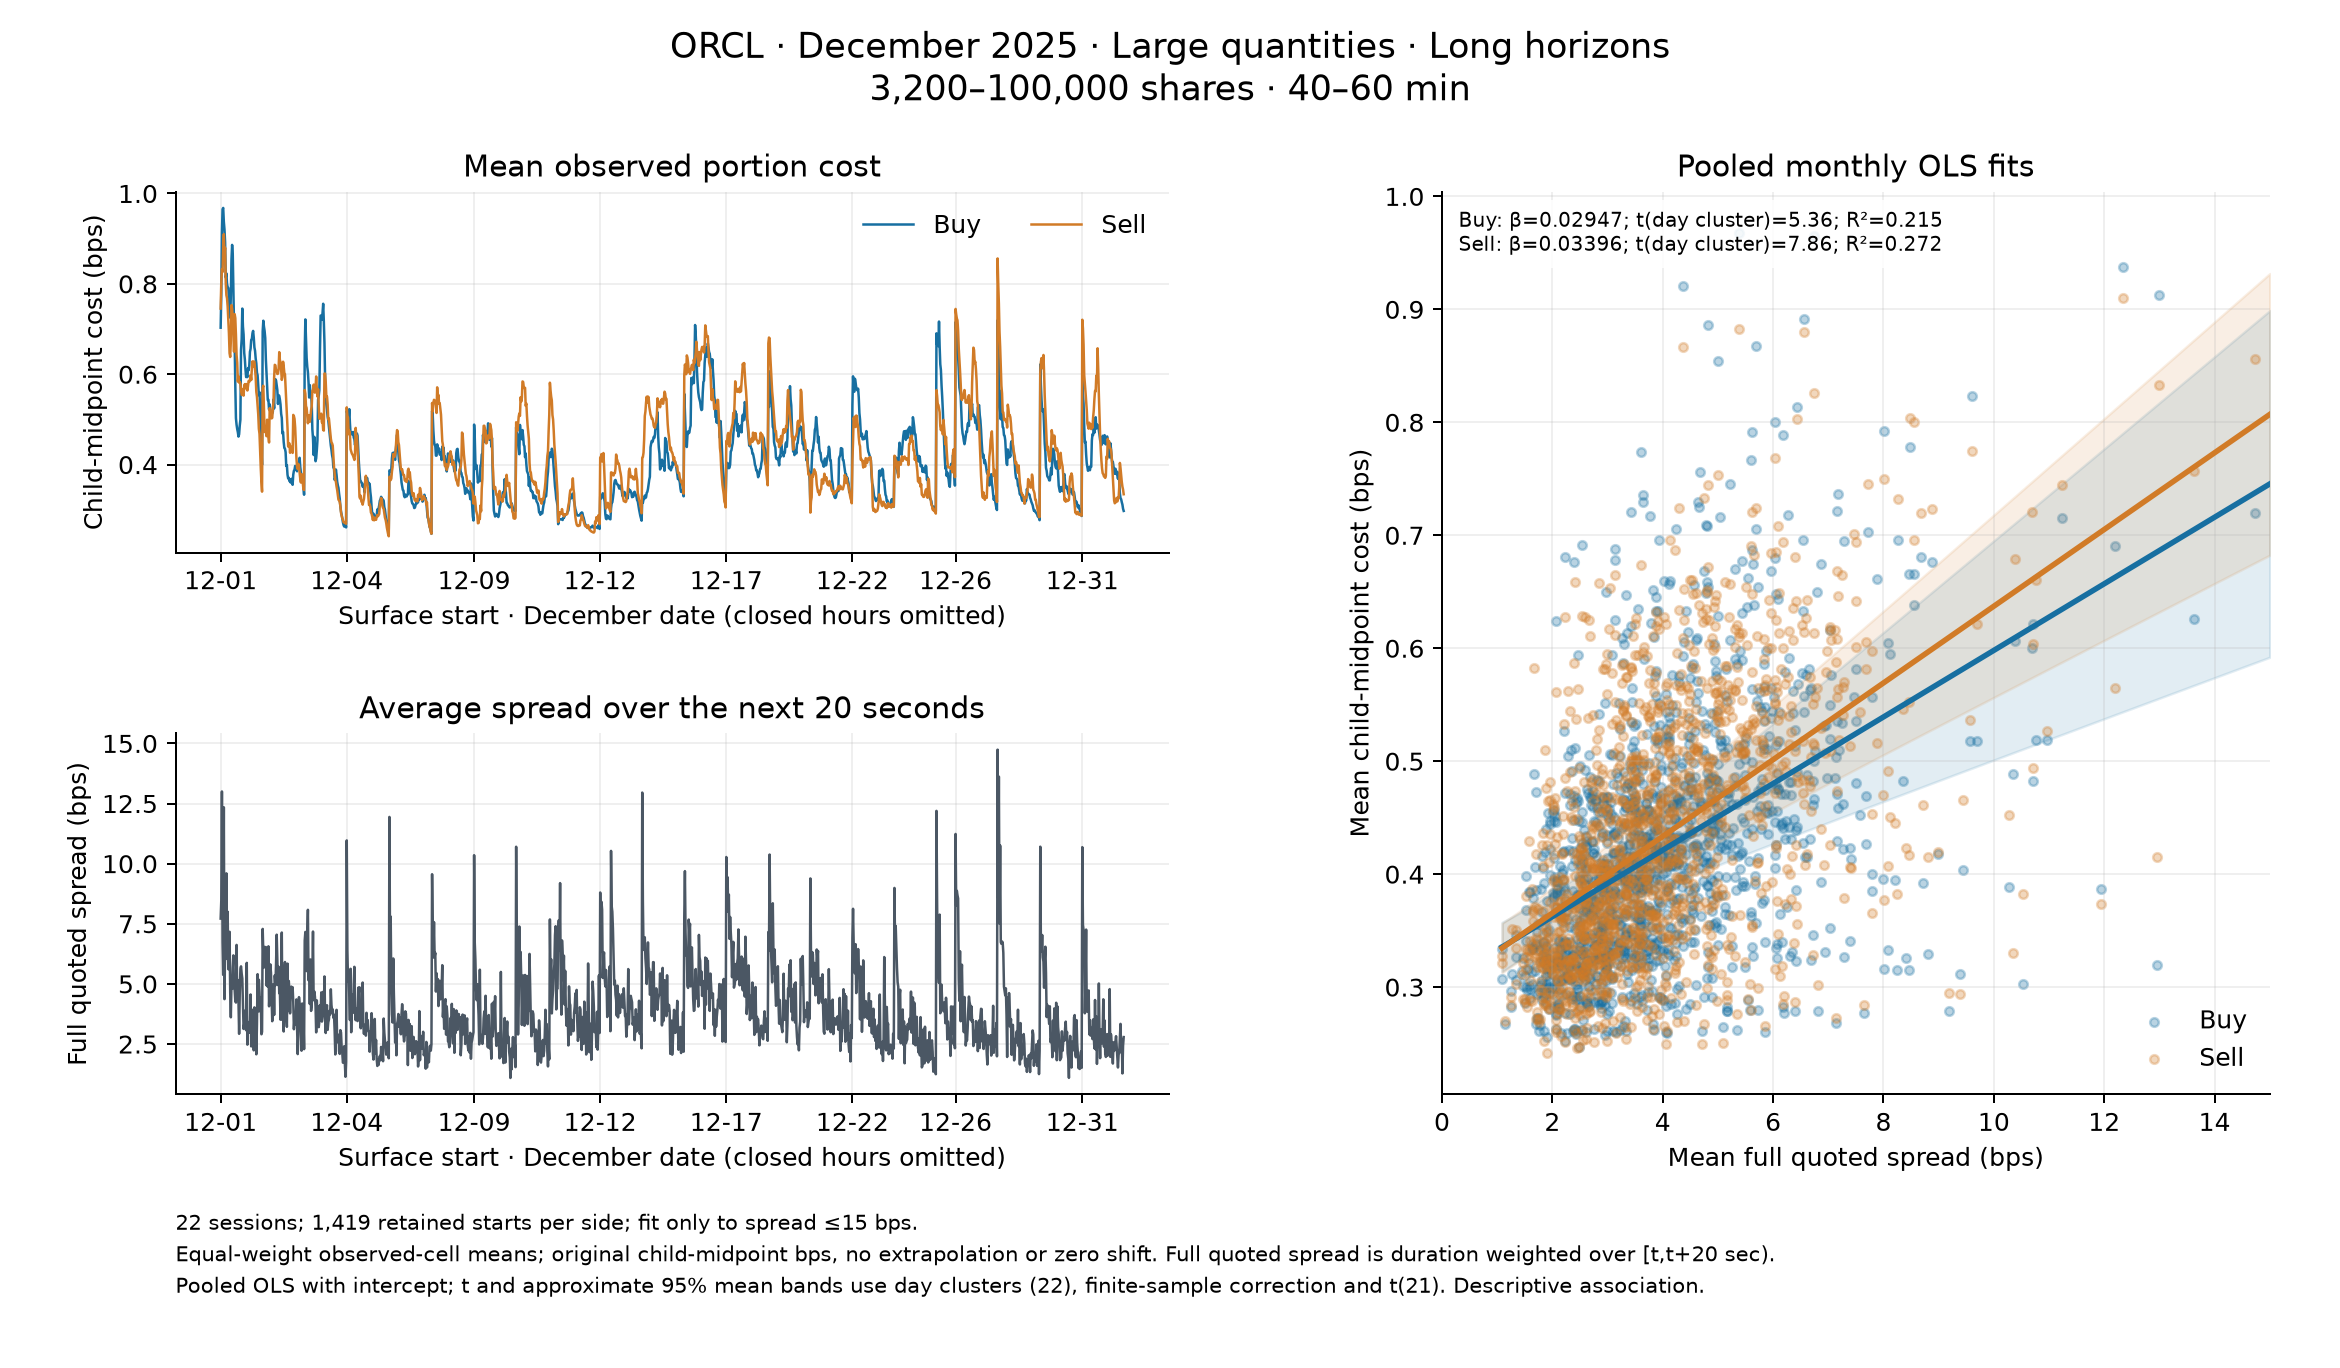 ORCL · December 2025 · Large quantities · Long horizons
3,200–100,000 shares · 40–60 min
Mean observed portion cost
Child-midpoint cost (bps)
1.0
0.8
0.6
0.4
Buy
Sell
12-01
12-04
12-09
12-12
12-17
12-22
12-26
12-31
Surface start · December date (closed hours omitted)
Average spread over the next 20 seconds
Full quoted spread (bps)
15.0
12.5
10.0
7.5
5.0
2.5
12-01
12-04
12-09
12-12
12-17
12-22
12-26
12-31
Surface start · December date (closed hours omitted)
Pooled monthly OLS fits
Mean child-midpoint cost (bps)
1.0
0.9
0.8
0.7
0.6
0.5
0.4
0.3
Buy: β=0.02947; t(day cluster)=5.36; R²=0.215
Sell: β=0.03396; t(day cluster)=7.86; R²=0.272
Buy
Sell
0
2
4
6
8
10
12
14
Mean full quoted spread (bps)
22 sessions; 1,419 retained starts per side; fit only to spread ≤15 bps.
Equal-weight observed-cell means; original child-midpoint bps, no extrapolation or zero shift. Full quoted spread is duration weighted over [t,t+20 sec).
Pooled OLS with intercept; t and approximate 95% mean bands use day clusters (22), finite-sample correction and t(21). Descriptive association.